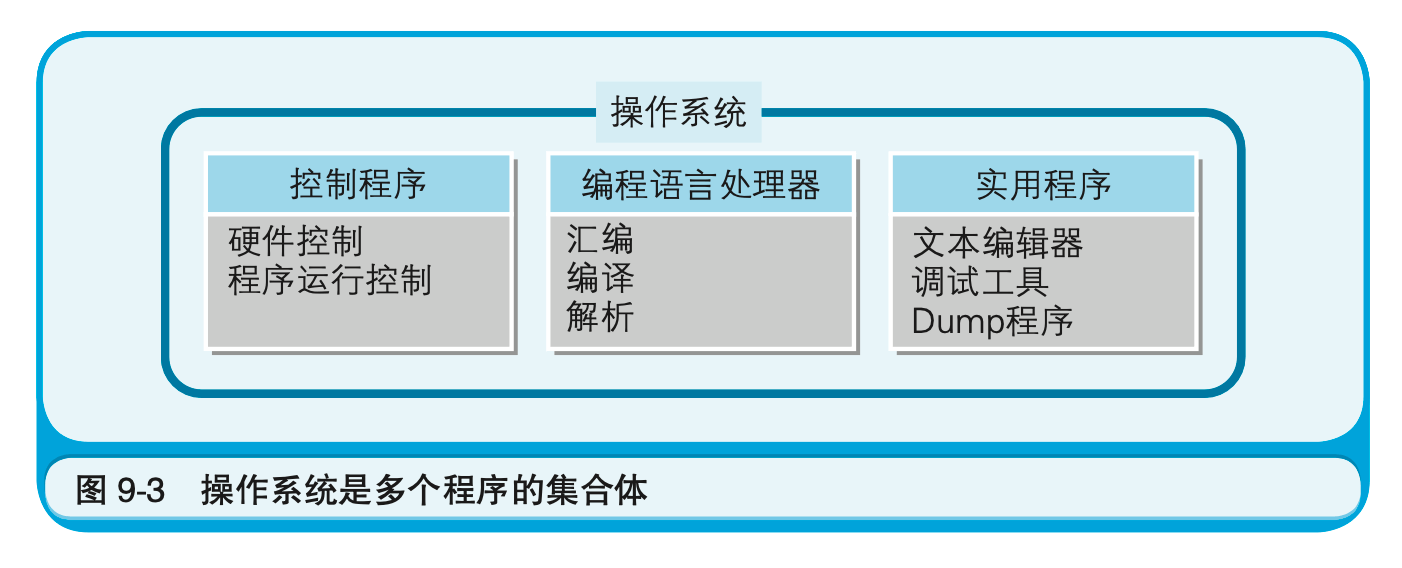 操作系统
控制程序
硬件控制
程序运行控制
编程语言处理器
汇编
编译
解析
实用程序
文本编辑器
调试工具
Dump程序
图 9-3 操作系统是多个程序的集合体